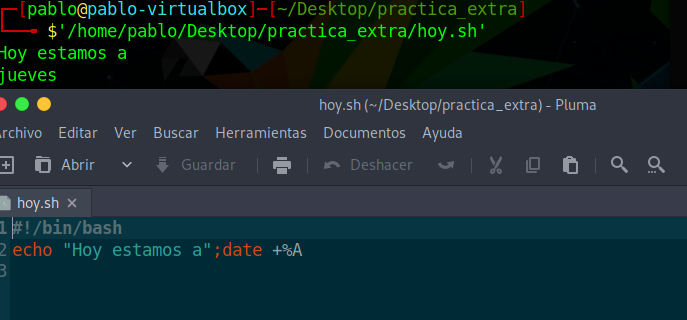 ┌─[pablo@pablo-virtualbox]─[~/Desktop/practica_extra]
└──╼ $'/home/pablo/Desktop/practica_extra/hoy.sh'
Hoy estamos a
jueves
hoy.sh (~/Desktop/practica_extra) - Pluma
Archivo Editar Ver Buscar Herramientas Documentos Ayuda
Abrir Guardar Deshacer
hoy.sh ×
1 #!/bin/bash
2 echo "Hoy estamos a";date +%A
3